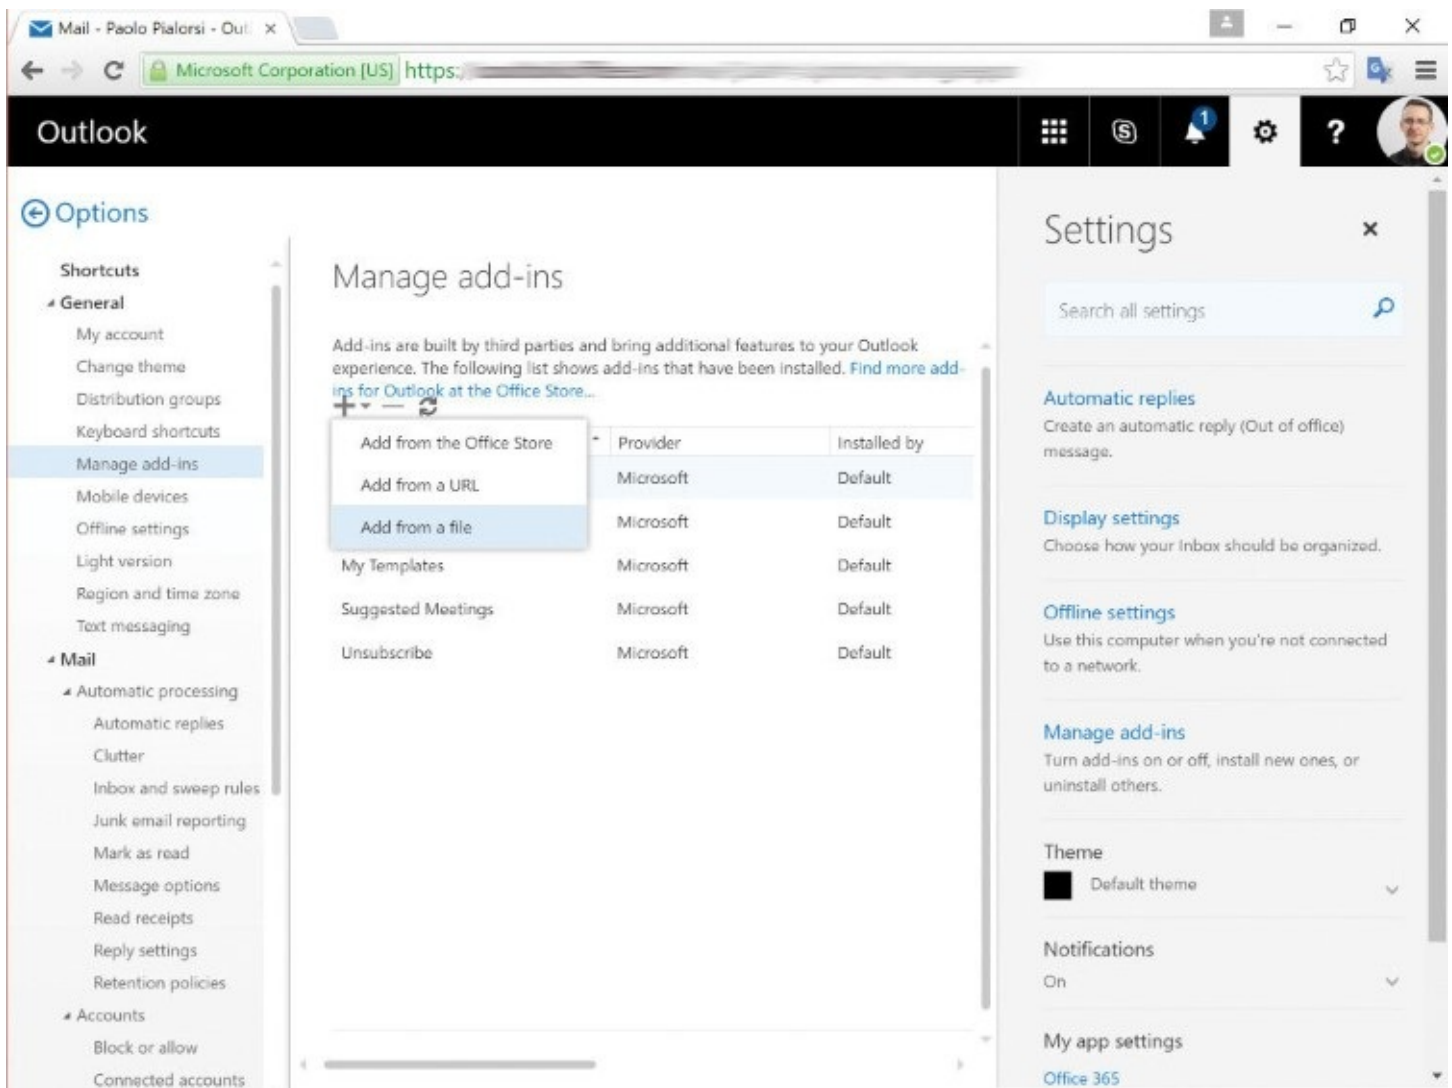 Mail - Paolo Pialorsi - Out
Microsoft Corporation [US] https:
Outlook
1
?
Options
Shortcuts
General
My account
Change theme
Distribution groups
Keyboard shortcuts
Manage add-ins
Mobile devices
Offline settings
Light version
Region and time zone
Text messaging
Mail
Automatic processing
Automatic replies
Clutter
Inbox and sweep rules
Junk email reporting
Mark as read
Message options
Read receipts
Reply settings
Retention policies
Accounts
Block or allow
Connected accounts
Manage add-ins
Add-ins are built by third parties and bring additional features to your Outlook
experience. The following list shows add-ins that have been installed. Find more add-
ins for Outlook at the Office Store...
Add from the Office Store
Add from a URL
Add from a file
Provider Installed by
Microsoft Default
Microsoft Default
My Templates Microsoft Default
Suggested Meetings Microsoft Default
Unsubscribe Microsoft Default
Settings
Search all settings
Automatic replies
Create an automatic reply (Out of office)
message.
Display settings
Choose how your Inbox should be organized.
Offline settings
Use this computer when you're not connected
to a network.
Manage add-ins
Turn add-ins on or off, install new ones, or
uninstall others.
Theme
Default theme
Notifications
On
My app settings
Office 365